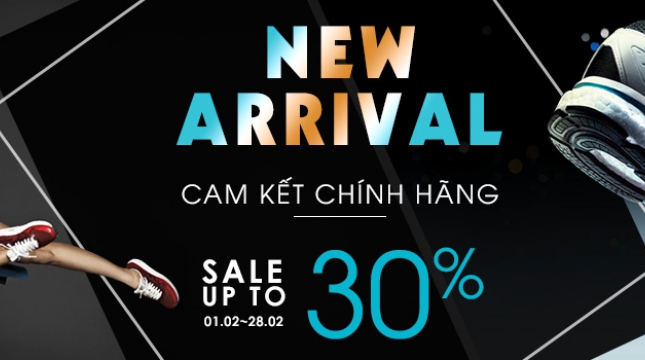 NEW
ARRIVAL
CAM KẾT CHÍNH HÃNG
SALE
UP TO
01.02~28.02
30%